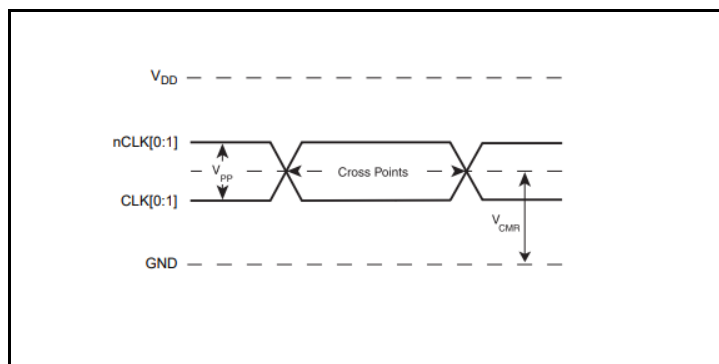 VDD
nCLK[0:1]
VPP
Cross Points
CLK[0:1]
VCMR
GND